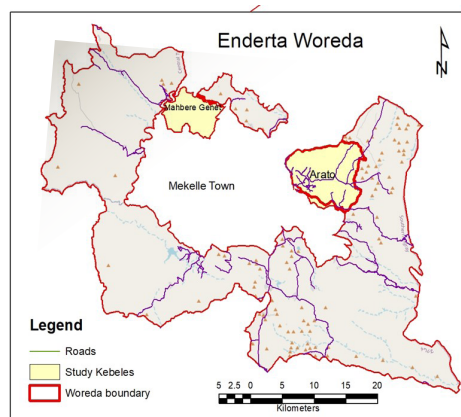 Enderta Woreda
N
Mahbere Genet
Arato
Mekelle Town
Legend
Roads
Study Kebeles
Woreda boundary
5 2.5 0 5 10 15 20
Kilometers